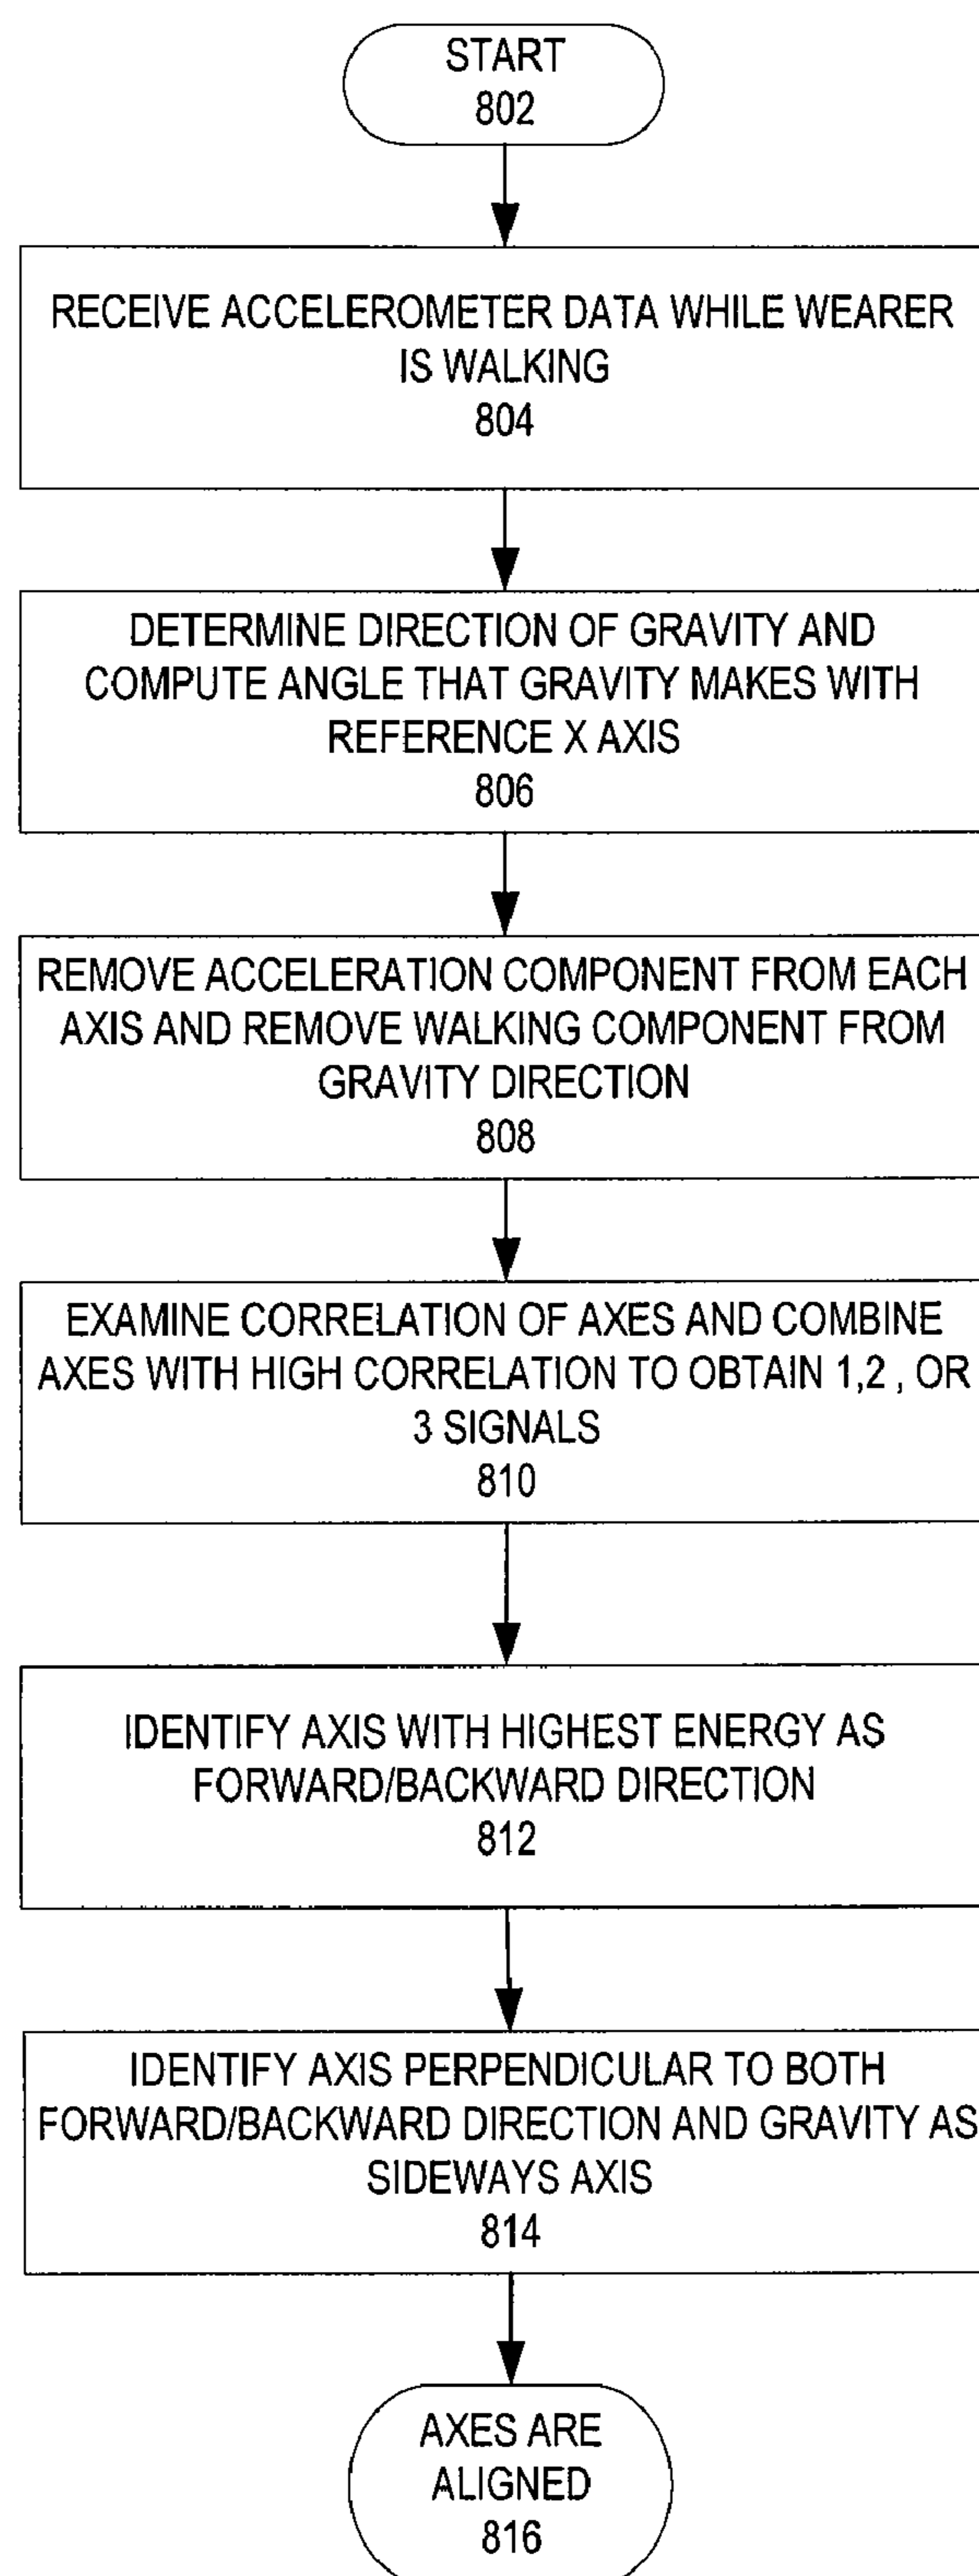 START
802
RECEIVE ACCELEROMETER DATA WHILE WEARER
IS WALKING
804
DETERMINE DIRECTION OF GRAVITY AND
COMPUTE ANGLE THAT GRAVITY MAKES WITH
REFERENCE X AXIS
806
REMOVE ACCELERATION COMPONENT FROM EACH
AXIS AND REMOVE WALKING COMPONENT FROM
GRAVITY DIRECTION
808
EXAMINE CORRELATION OF AXES AND COMBINE
AXES WITH HIGH CORRELATION TO OBTAIN 1,2 , OR
3 SIGNALS
810
IDENTIFY AXIS WITH HIGHEST ENERGY AS
FORWARD/BACKWARD DIRECTION
812
IDENTIFY AXIS PERPENDICULAR TO BOTH
FORWARD/BACKWARD DIRECTION AND GRAVITY AS
SIDEWAYS AXIS
814
AXES ARE
ALIGNED
816